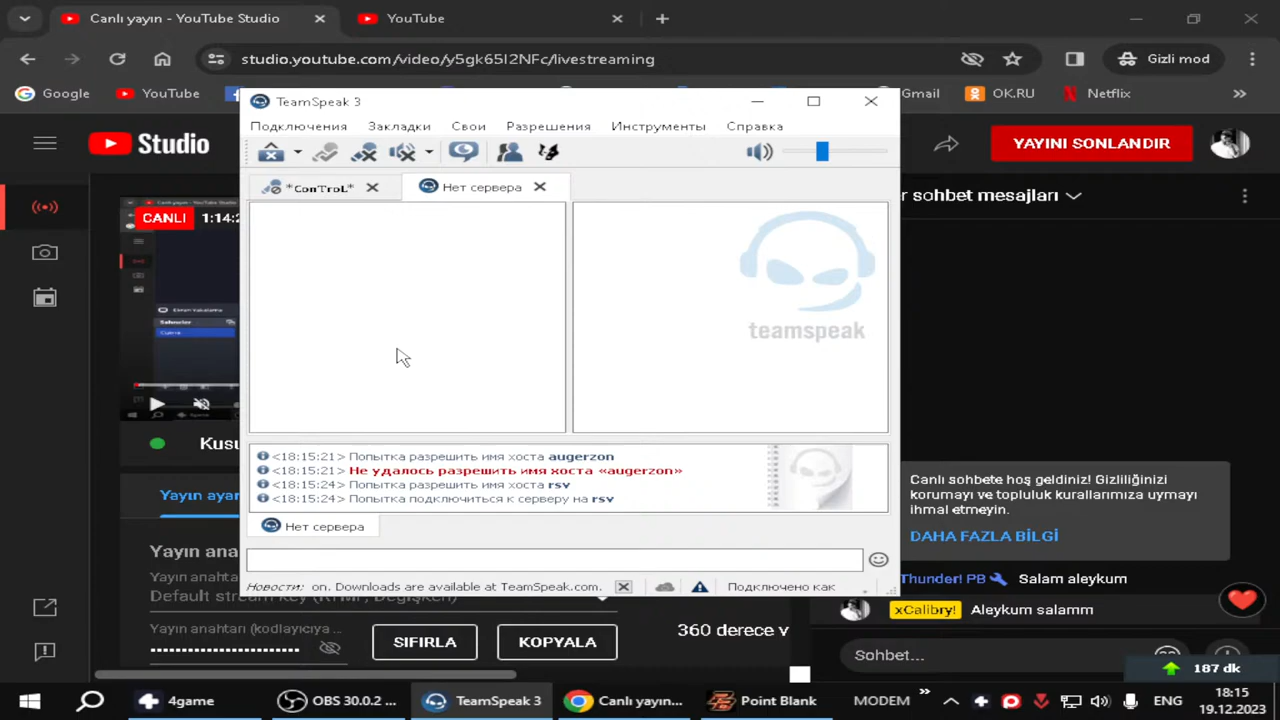 Canlı yayın - YouTube Studio
YouTube
studio.youtube.com/video/y5gk65I2NFc/livestreaming
Gizli mod
Google
YouTube
Gmail
OK.RU
Netflix
TeamSpeak 3
Подключения Закладки Свои Разрешения Инструменты Справка
Studio
YAYINI SONLANDIR
*ConTroL*
Нет сервера
r sohbet mesajları
CANLI 1:14:2
teamspeak
Kusu
<18:15:21> Попытка разрешить имя хоста augerzon
<18:15:21> Не удалось разрешить имя хоста «augerzon»
<18:15:24> Попытка разрешить имя хоста rsv
<18:15:24> Попытка подключиться к серверу на rsv
Нет сервера
Новости: on. Downloads are available at TeamSpeak.com.
Подключено как
Canlı sohbete hoş geldiniz! Gizliliğinizi
korumayı ve topluluk kurallarımıza uymayı
ihmal etmeyin.
DAHA FAZLA BİLGİ
Thunder! PB Salam aleykum
xCalibry! Aleykum salamm
Sohbet...
Yayın ayar
Yayın anahta
Yayın anahta
Default stream key (RTMP, Değişken)
Yayın anahtarı (kodlayıcıya ...
SIFIRLA
KOPYALA
360 derece v
187 dk
4game
OBS 30.0.2 ...
TeamSpeak 3
Canlı yayın...
Point Blank
MODEM
ENG
18:15
19.12.2023